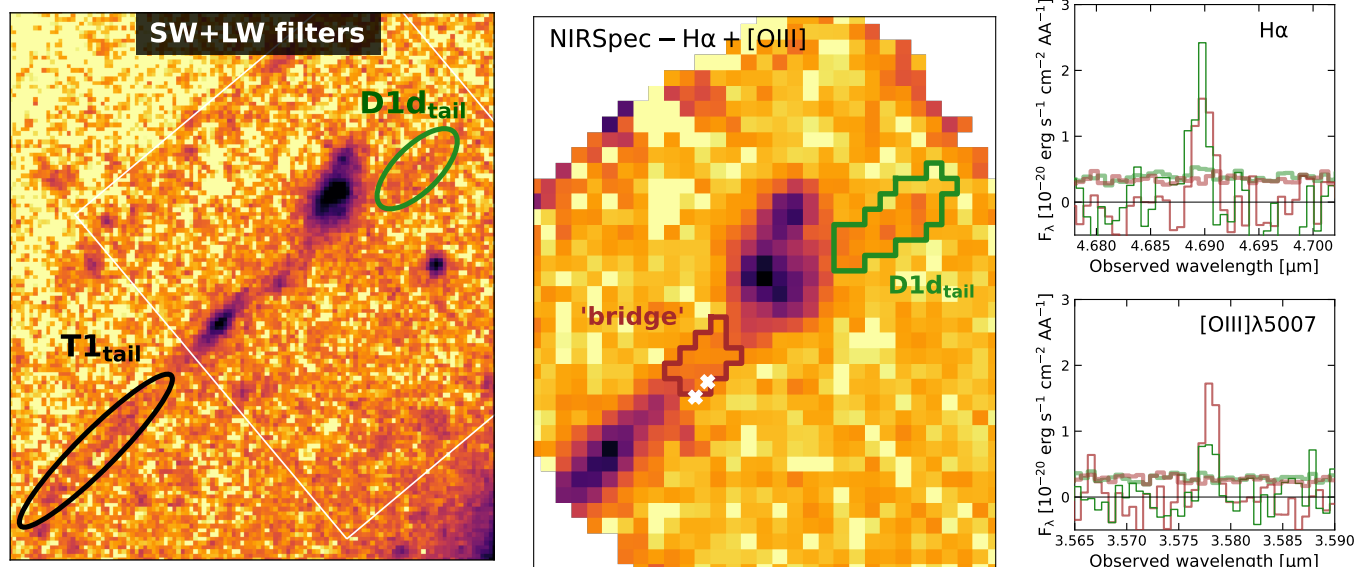 SW+LW filters
D1d_tail
T1_tail
NIRSpec − Hα + [OIII]
'bridge'
D1d_tail
Hα
3
2
1
0
F_λ [10⁻²⁰ erg s⁻¹ cm⁻² AA⁻¹]
4.680 4.685 4.690 4.695 4.700
Observed wavelength [μm]
[OIII]λ5007
3
2
1
0
F_λ [10⁻²⁰ erg s⁻¹ cm⁻² AA⁻¹]
3.565 3.570 3.575 3.580 3.585 3.590
Observed wavelength [μm]